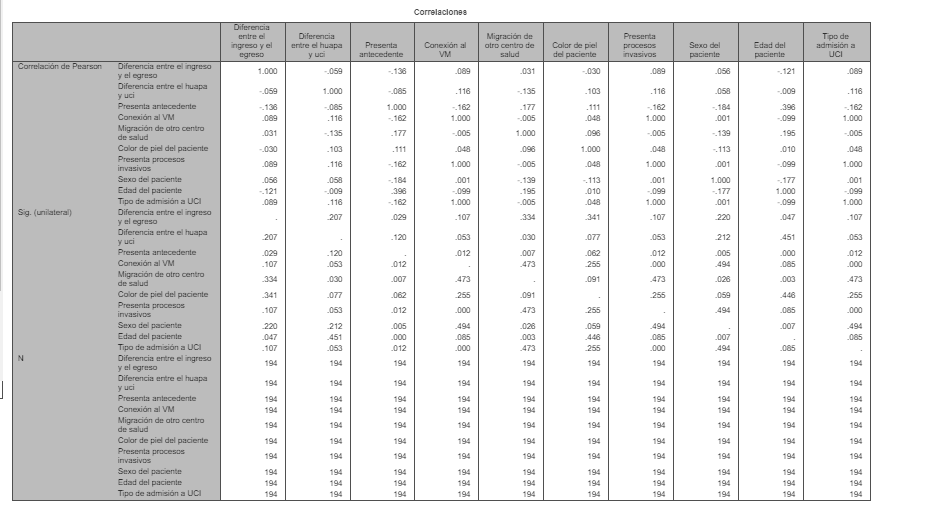 Correlaciones
Diferencia entre el ingreso y el egreso Diferencia entre el huapa y uci Presenta antecedente Conexión al VM Migración de otro centro de salud Color de piel del paciente Presenta procesos invasivos Sexo del paciente Edad del paciente Tipo de admisión a UCI
Correlación de Pearson Diferencia entre el ingreso y el egreso 1.000 -.059 -.136 .089 .031 -.030 .089 .056 -.121 .089
Diferencia entre el huapa y uci -.059 1.000 -.085 .116 -.135 .103 .116 .058 -.009 .116
Presenta antecedente -.136 -.085 1.000 -.162 .177 .111 -.162 -.184 .396 -.162
Conexión al VM .089 .116 -.162 1.000 -.005 .048 1.000 .001 -.099 1.000
Migración de otro centro de salud .031 -.135 .177 -.005 1.000 .096 -.005 -.139 .195 -.005
Color de piel del paciente -.030 .103 .111 .048 .096 1.000 .048 -.113 .010 .048
Presenta procesos invasivos .089 .116 -.162 1.000 -.005 .048 1.000 .001 -.099 1.000
Sexo del paciente .056 .058 -.184 .001 -.139 -.113 .001 1.000 -.177 .001
Edad del paciente -.121 -.009 .396 -.099 .195 .010 -.099 -.177 1.000 -.099
Tipo de admisión a UCI .089 .116 -.162 1.000 -.005 .048 1.000 .001 -.099 1.000
Sig. (unilateral) Diferencia entre el ingreso y el egreso . .207 .029 .107 .334 .341 .107 .220 .047 .107
Diferencia entre el huapa y uci .207 . .120 .053 .030 .077 .053 .212 .451 .053
Presenta antecedente .029 .120 . .012 .007 .062 .012 .005 .000 .012
Conexión al VM .107 .053 .012 . .473 .255 .000 .494 .085 .000
Migración de otro centro de salud .334 .030 .007 .473 . .091 .473 .026 .003 .473
Color de piel del paciente .341 .077 .062 .255 .091 . .255 .059 .446 .255
Presenta procesos invasivos .107 .053 .012 .000 .473 .255 . .494 .085 .000
Sexo del paciente .220 .212 .005 .494 .026 .059 .494 . .007 .494
Edad del paciente .047 .451 .000 .085 .003 .446 .085 .007 . .085
Tipo de admisión a UCI .107 .053 .012 .000 .473 .255 .000 .494 .085 .
N Diferencia entre el ingreso y el egreso 194 194 194 194 194 194 194 194 194 194
Diferencia entre el huapa y uci 194 194 194 194 194 194 194 194 194 194
Presenta antecedente 194 194 194 194 194 194 194 194 194 194
Conexión al VM 194 194 194 194 194 194 194 194 194 194
Migración de otro centro de salud 194 194 194 194 194 194 194 194 194 194
Color de piel del paciente 194 194 194 194 194 194 194 194 194 194
Presenta procesos invasivos 194 194 194 194 194 194 194 194 194 194
Sexo del paciente 194 194 194 194 194 194 194 194 194 194
Edad del paciente 194 194 194 194 194 194 194 194 194 194
Tipo de admisión a UCI 194 194 194 194 194 194 194 194 194 194